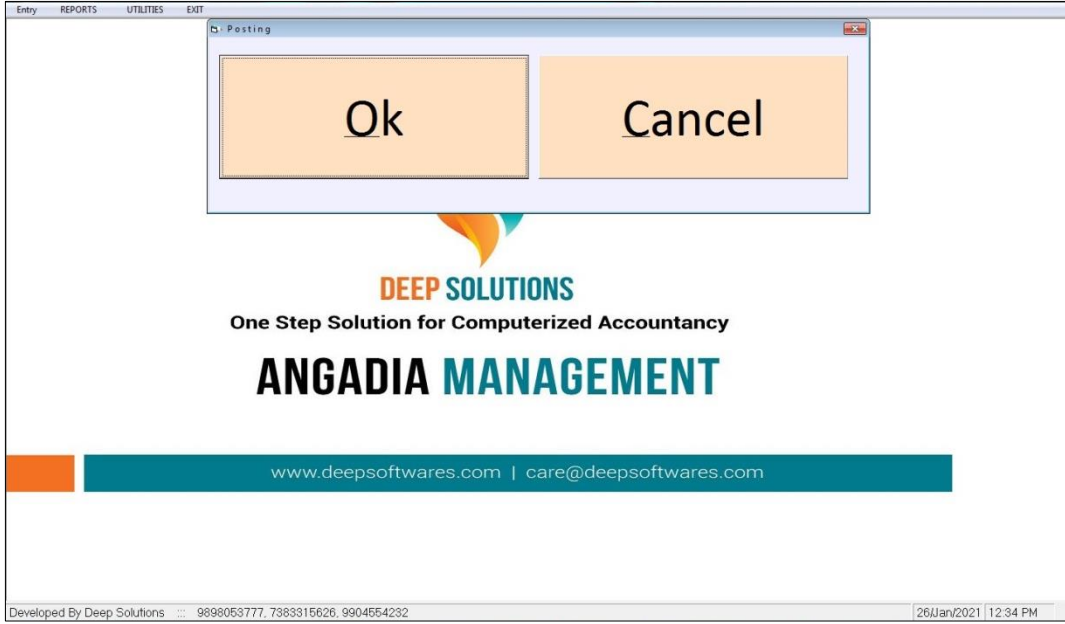 Entry REPORTS UTILITIES EXIT
Posting
Ok Cancel
DEEP SOLUTIONS
One Step Solution for Computerized Accountancy
ANGADIA MANAGEMENT
www.deepsoftwares.com | care@deepsoftwares.com
Developed By Deep Solutions ::: 9898053777, 7383315626, 9904554232 26/Jan/2021 12:34 PM